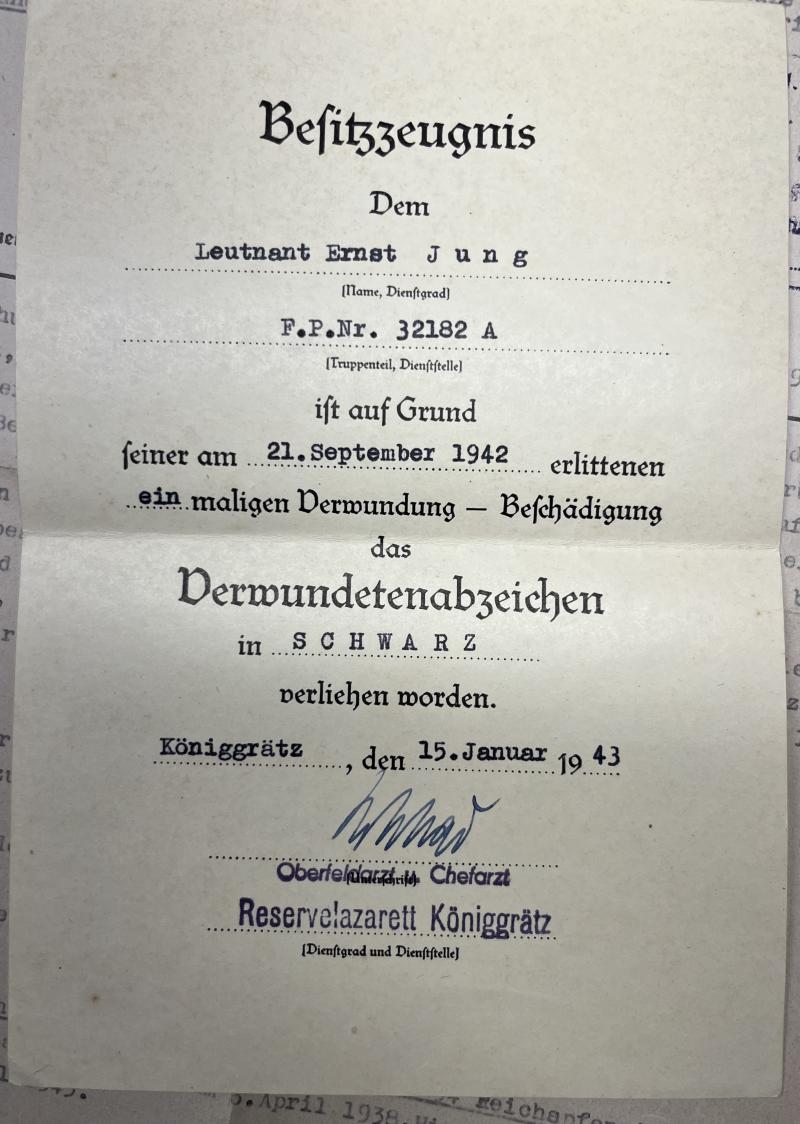 Besitzzeugnis
Dem
Leutnant Ernst Jung
(Name, Dienstgrad)
F.P.Nr. 32182 A
(Truppenteil, Dienststelle)
ist auf Grund
seiner am 21.September 1942 erlittenen
ein maligen Verwundung — Beschädigung
das
Verwundetenabzeichen
in SCHWARZ
verliehen worden.
Königgrätz, den 15.Januar 1943
(Unterschrift)
Oberfeldarzt u. Chefarzt
Reservelazarett Königgrätz
(Dienstgrad und Dienststelle)
April 1938